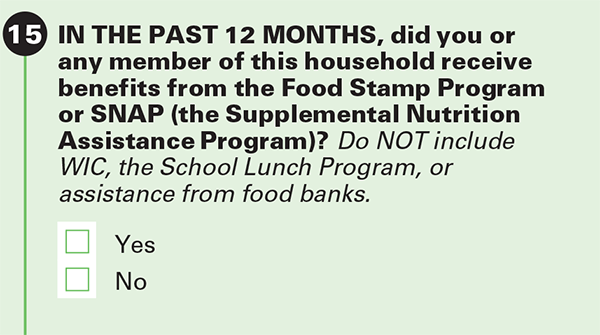 15 IN THE PAST 12 MONTHS, did you or
any member of this household receive
benefits from the Food Stamp Program
or SNAP (the Supplemental Nutrition
Assistance Program)? Do NOT include
WIC, the School Lunch Program, or
assistance from food banks.
Yes
No